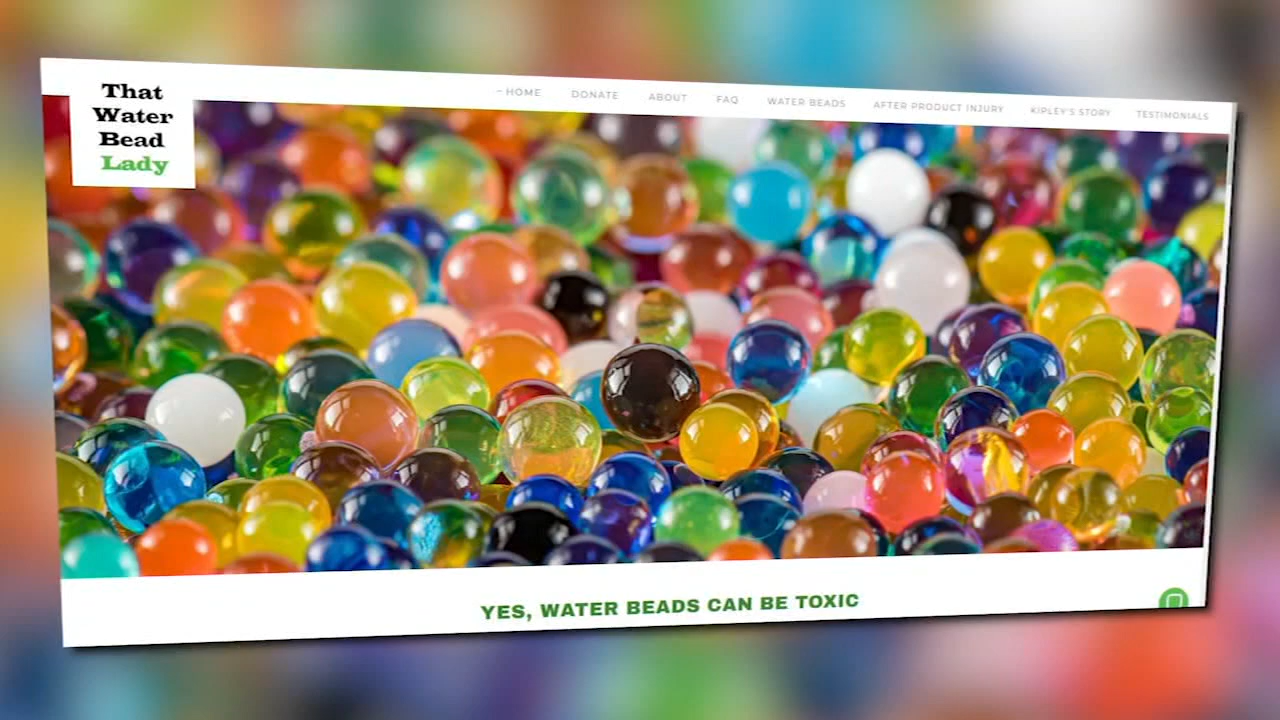 That
Water
Bead
Lady
– HOME DONATE ABOUT FAQ WATER BEADS AFTER PRODUCT INJURY KIPLEY'S STORY TESTIMONIALS
YES, WATER BEADS CAN BE TOXIC